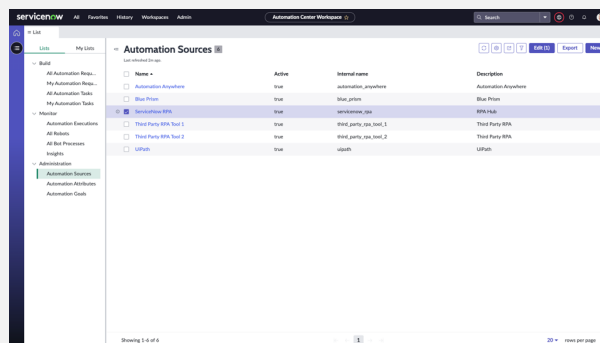 servicenow All Favorites History Workspaces Admin Automation Center Workspace Search
List
Lists My Lists
Build
All Automation Requ...
My Automation Requ...
All Automation Tasks
My Automation Tasks
Monitor
Automation Executions
All Robots
All Bot Processes
Insights
Administration
Automation Sources
Automation Attributes
Automation Goals
Automation Sources 6 Edit (1) Export New
Last refreshed 2m ago.
Name Active Internal name Description
Automation Anywhere true automation_anywhere Automation Anywhere
Blue Prism true blue_prism Blue Prism
ServiceNow RPA true servicenow_rpa RPA Hub
Third Party RPA Tool 1 true third_party_rpa_tool_1 Third Party RPA
Third Party RPA Tool 2 true third_party_rpa_tool_2 Third Party RPA
UiPath true uipath UiPath
Showing 1-6 of 6 1 20 rows per page